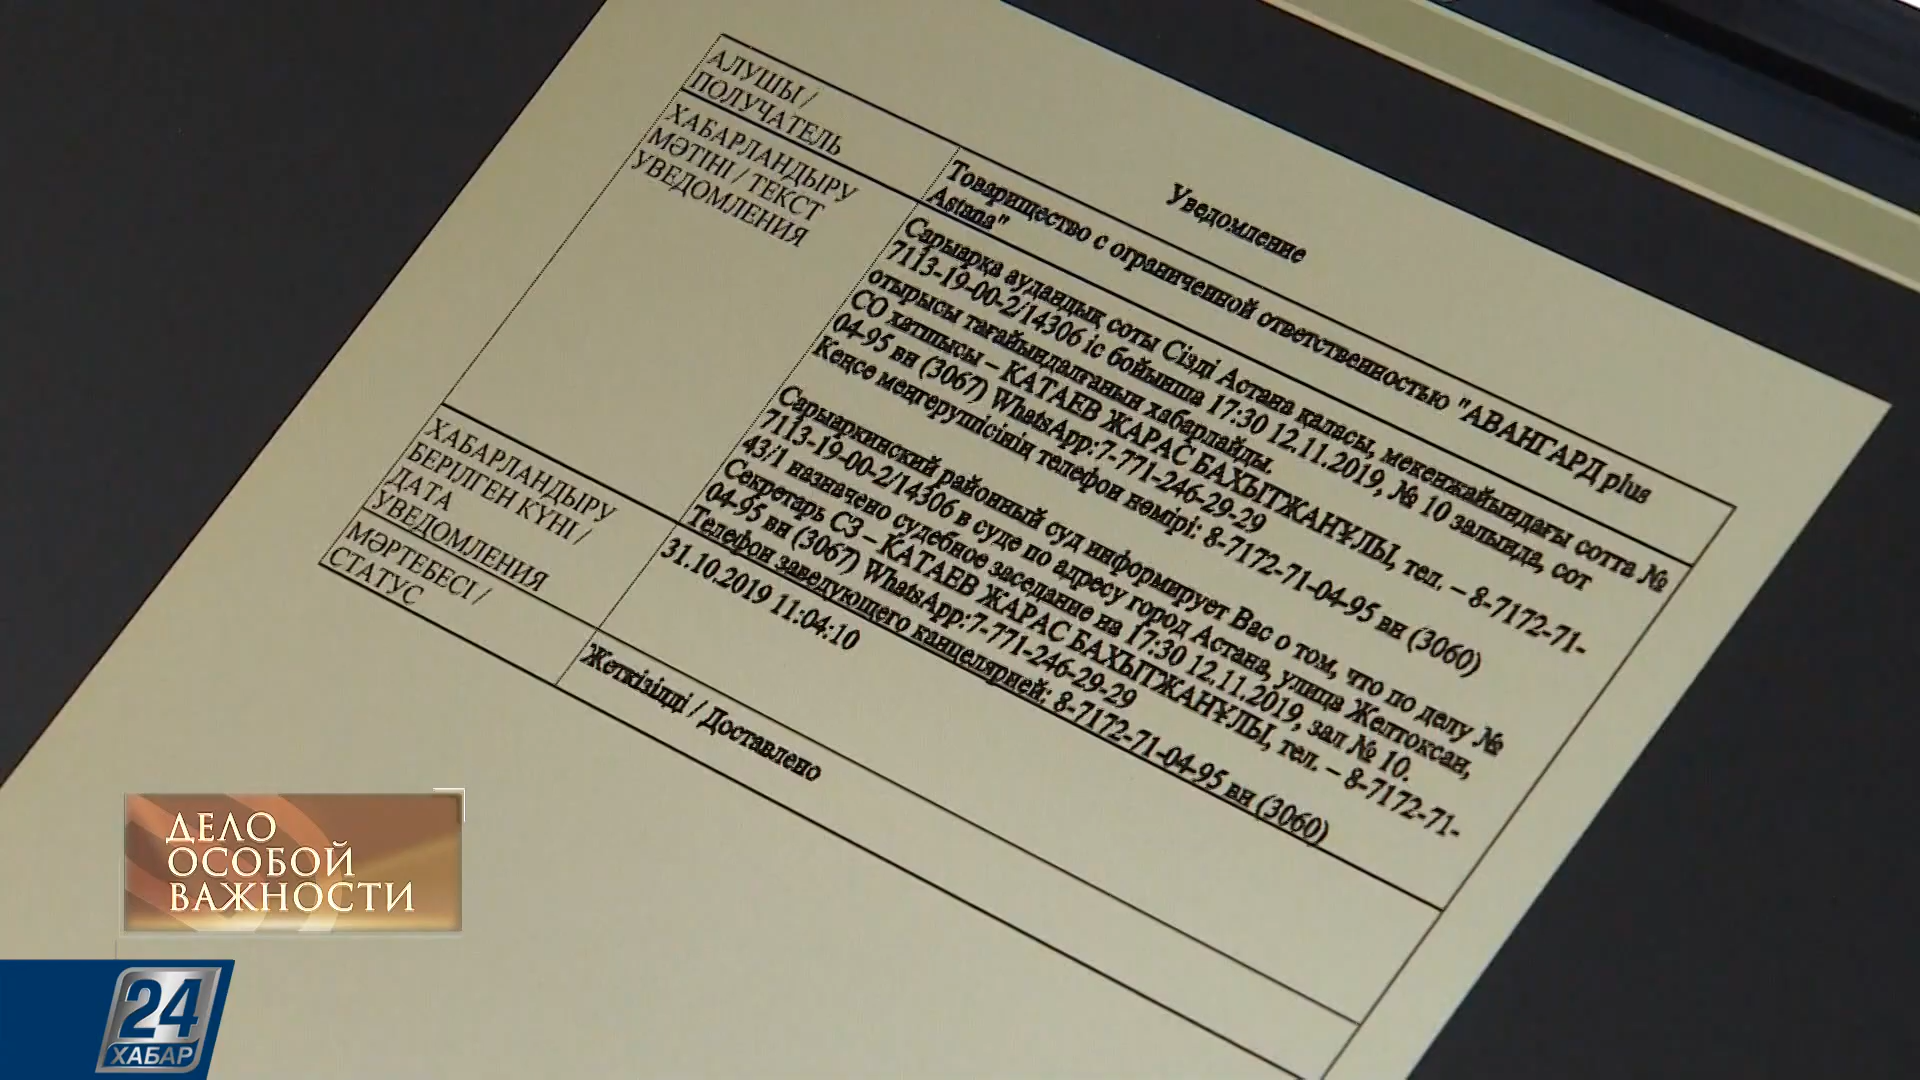 Уведомление
АЛУШЫ /
ПОЛУЧАТЕЛЬ
Товарищество с ограниченной ответственностью "АВАНГАРД plus
Astana"
ХАБАРЛАНДЫРУ
МӘТІНІ / ТЕКСТ
УВЕДОМЛЕНИЯ
Сарыарқа аудандық соты Сізді Астана қаласы, мекенжайындағы сотта №
7113-19-00-2/14306 іс бойынша 17:30 12.11.2019, № 10 залында, сот
отырысы тағайындалғанын хабарлайды.
СО хатшысы – КАТАЕВ ЖАРАС БАХЫТЖАНҰЛЫ, тел. – 8-7172-71-
04-95 вн (3067) WhatsApp:7-771-246-29-29
Кеңсе меңгерушісінің телефон нөмірі: 8-7172-71-04-95 вн (3060)
Сарыаркинский районный суд информирует Вас о том, что по делу №
7113-19-00-2/14306 в суде по адресу город Астана, улица Желтоксан,
43/1 назначено судебное заседание на 17:30 12.11.2019, зал № 10.
Секретарь СЗ – КАТАЕВ ЖАРАС БАХЫТЖАНҰЛЫ, тел. – 8-7172-71-
04-95 вн (3067) WhatsApp:7-771-246-29-29
Телефон заведующего канцелярией: 8-7172-71-04-95 вн (3060)
ХАБАРЛАНДЫРУ
БЕРІЛГЕН КҮНІ /
ДАТА
УВЕДОМЛЕНИЯ
31.10.2019 11:04:10
МӘРТЕБЕСІ /
СТАТУС
Жеткізілді / Доставлено
ДЕЛО
ОСОБОЙ
ВАЖНОСТИ
24
ХАБАР